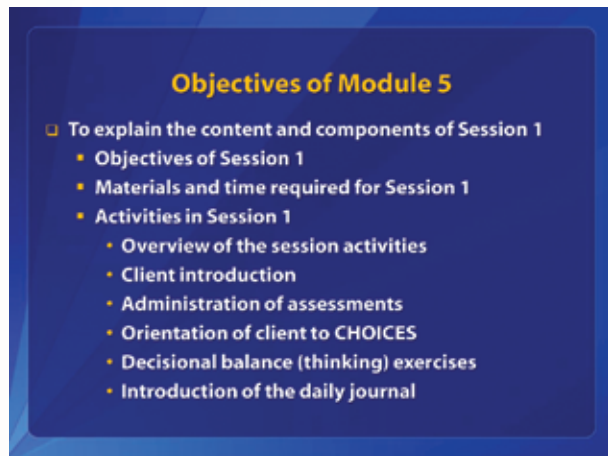 Objectives of Module 5
❑ To explain the content and components of Session 1
▪ Objectives of Session 1
▪ Materials and time required for Session 1
▪ Activities in Session 1
• Overview of the session activities
• Client introduction
• Administration of assessments
• Orientation of client to CHOICES
• Decisional balance (thinking) exercises
• Introduction of the daily journal